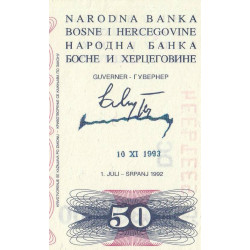 NARODNA BANKA
BOSNE I HERCEGOVINE
НАРОДНА БАНКА
БОСНЕ И ХЕРЦЕГОВИНЕ
GUVERNER - ГУВЕРНЕР
10 XI 1993
1. JULI - SRPANJ 1992
50